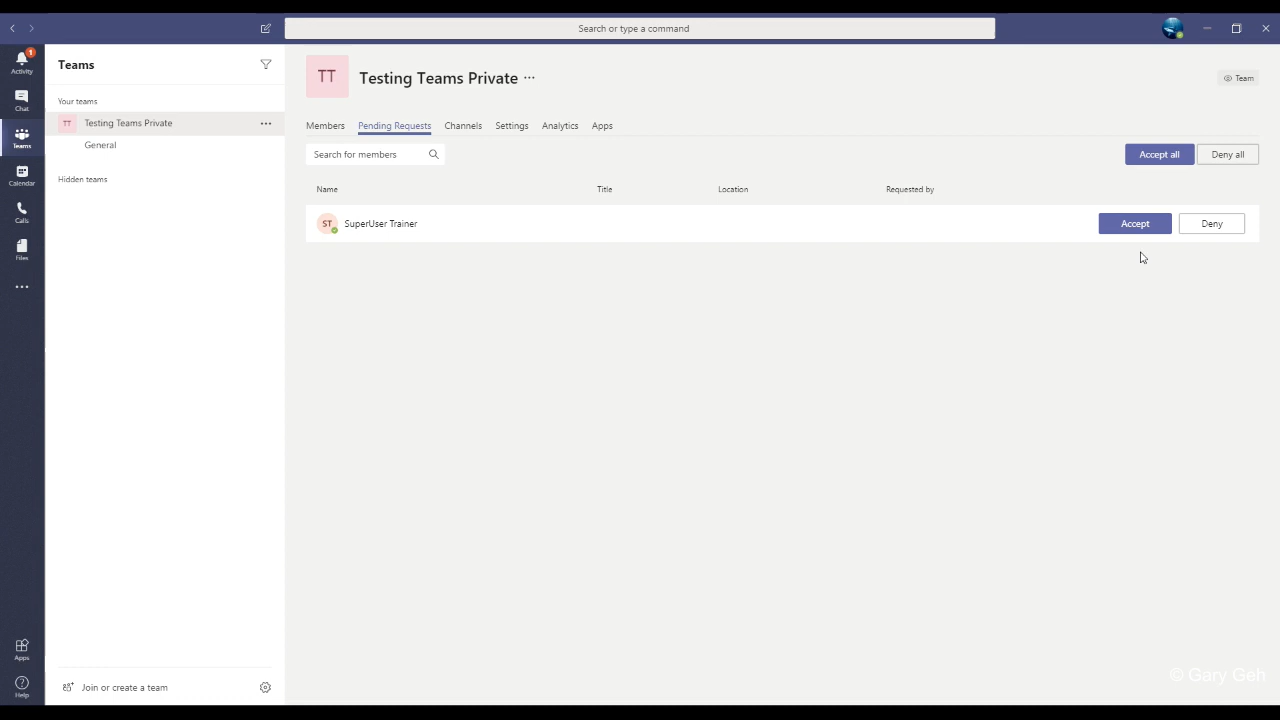 Search or type a command
1
Activity
Chat
Teams
Calendar
Calls
Files
Apps
Help
Teams
Your teams
TT Testing Teams Private
General
Hidden teams
Join or create a team
TT Testing Teams Private
Team
Members Pending Requests Channels Settings Analytics Apps
Search for members
Accept all Deny all
Name Title Location Requested by
ST SuperUser Trainer Accept Deny
© Gary Geh